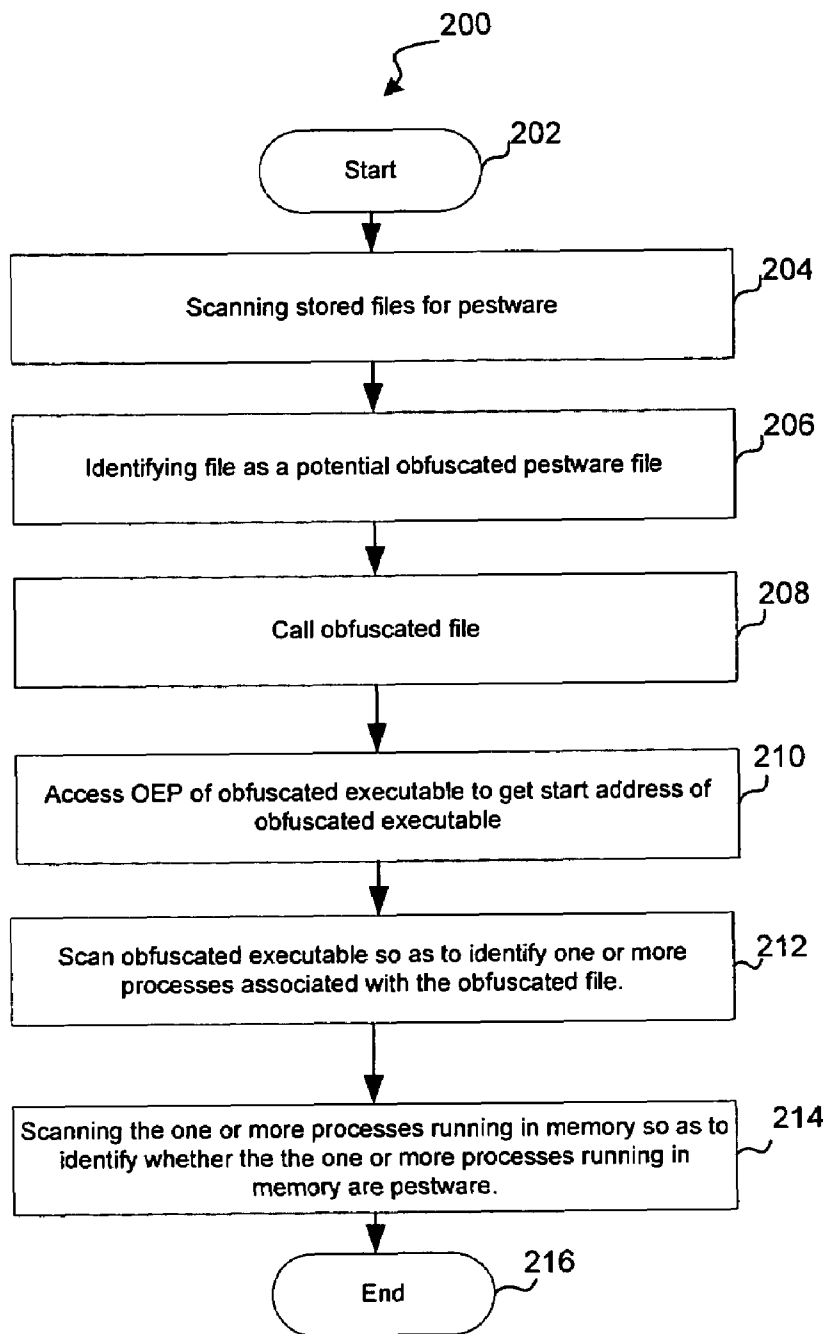 200
202
Start
204
Scanning stored files for pestware
206
Identifying file as a potential obfuscated pestware file
208
Call obfuscated file
210
Access OEP of obfuscated executable to get start address of
obfuscated executable
212
Scan obfuscated executable so as to identify one or more
processes associated with the obfuscated file.
214
Scanning the one or more processes running in memory so as to
identify whether the the one or more processes running in
memory are pestware.
216
End